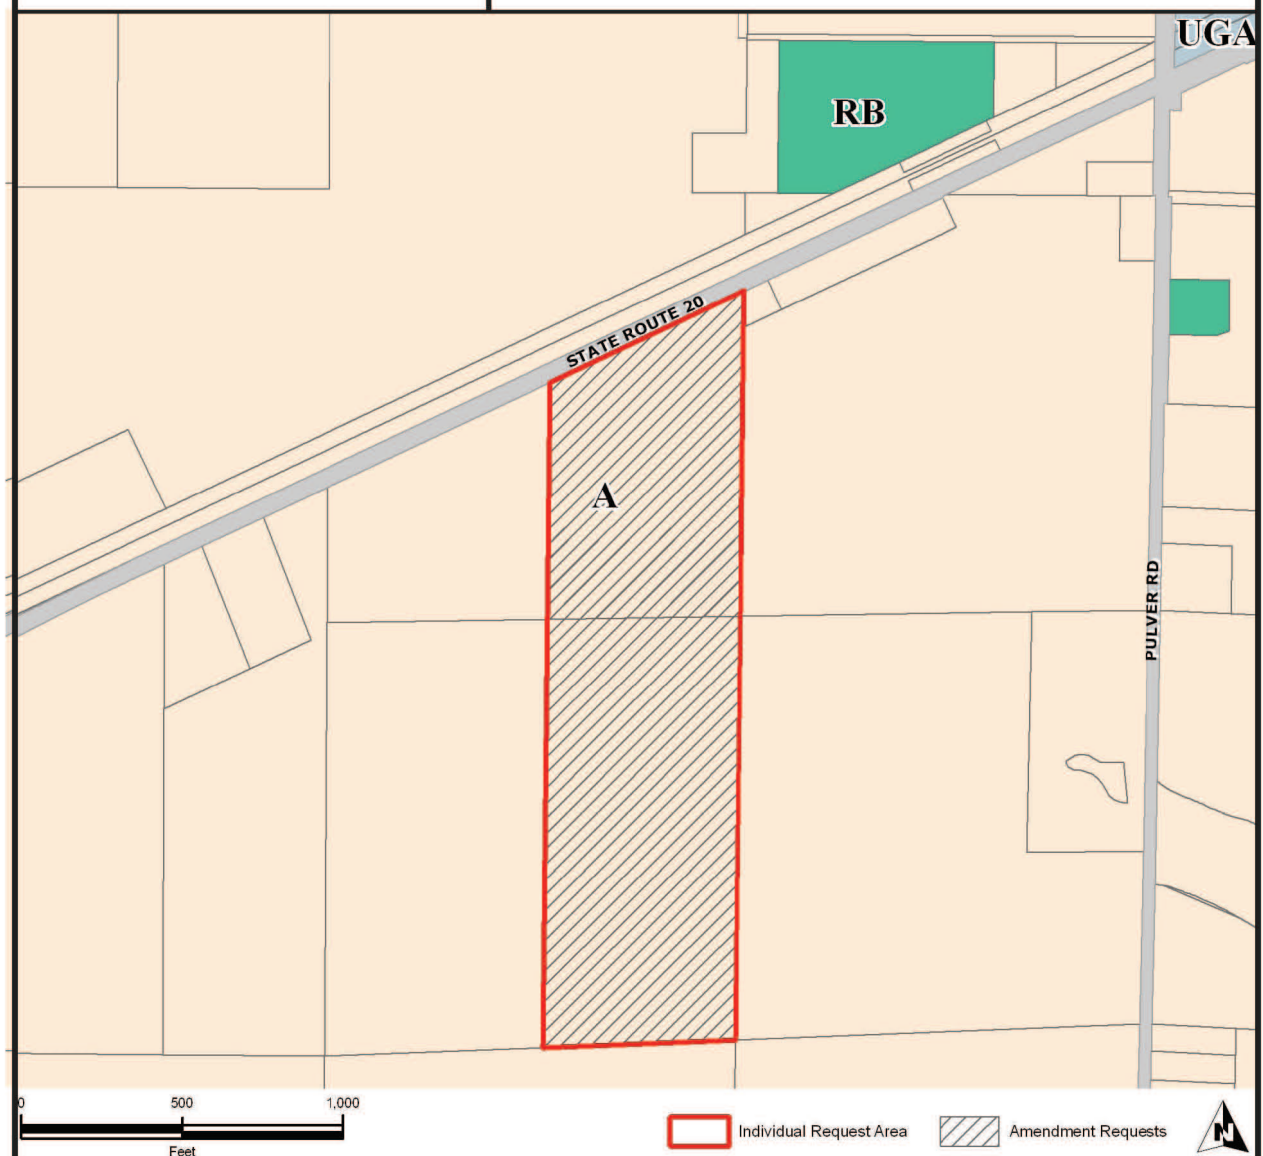 UGA
RB
STATE ROUTE 20
A
PULVER RD
0 500 1,000
Feet
Individual Request Area
Amendment Requests
N